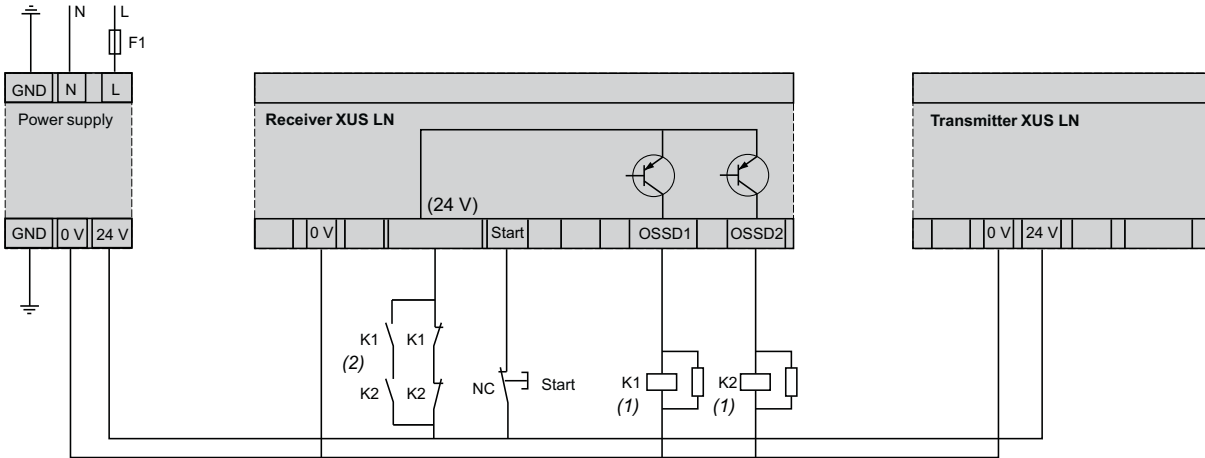 N L
F1
GND N L
Power supply
GND 0 V 24 V
Receiver XUS LN
(24 V)
0 V Start OSSD1 OSSD2
Transmitter XUS LN
0 V 24 V
K1 K1
(2)
K2 K2
NC Start
K1
(1)
K2
(1)